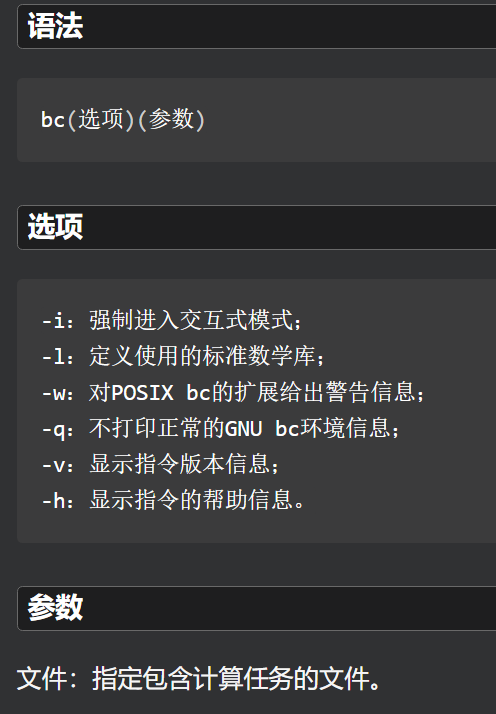 语法
bc(选项)(参数)
选项
-i：强制进入交互式模式；
-l：定义使用的标准数学库；
-w：对POSIX bc的扩展给出警告信息；
-q：不打印正常的GNU bc环境信息；
-v：显示指令版本信息；
-h：显示指令的帮助信息。
参数
文件：指定包含计算任务的文件。